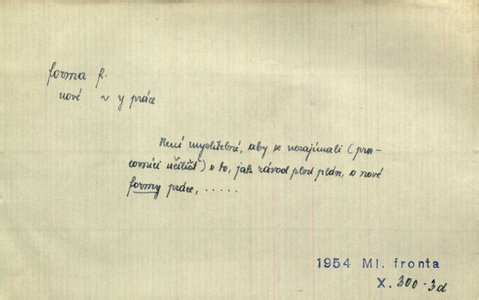 forma f.
nové ~ y práce
Není myslitelné, aby se nezajímali (pra-
covníci učilišť) o to, jak závod plní plán, o nové
formy práce, .....
1954 Ml. fronta
X. 300-3d